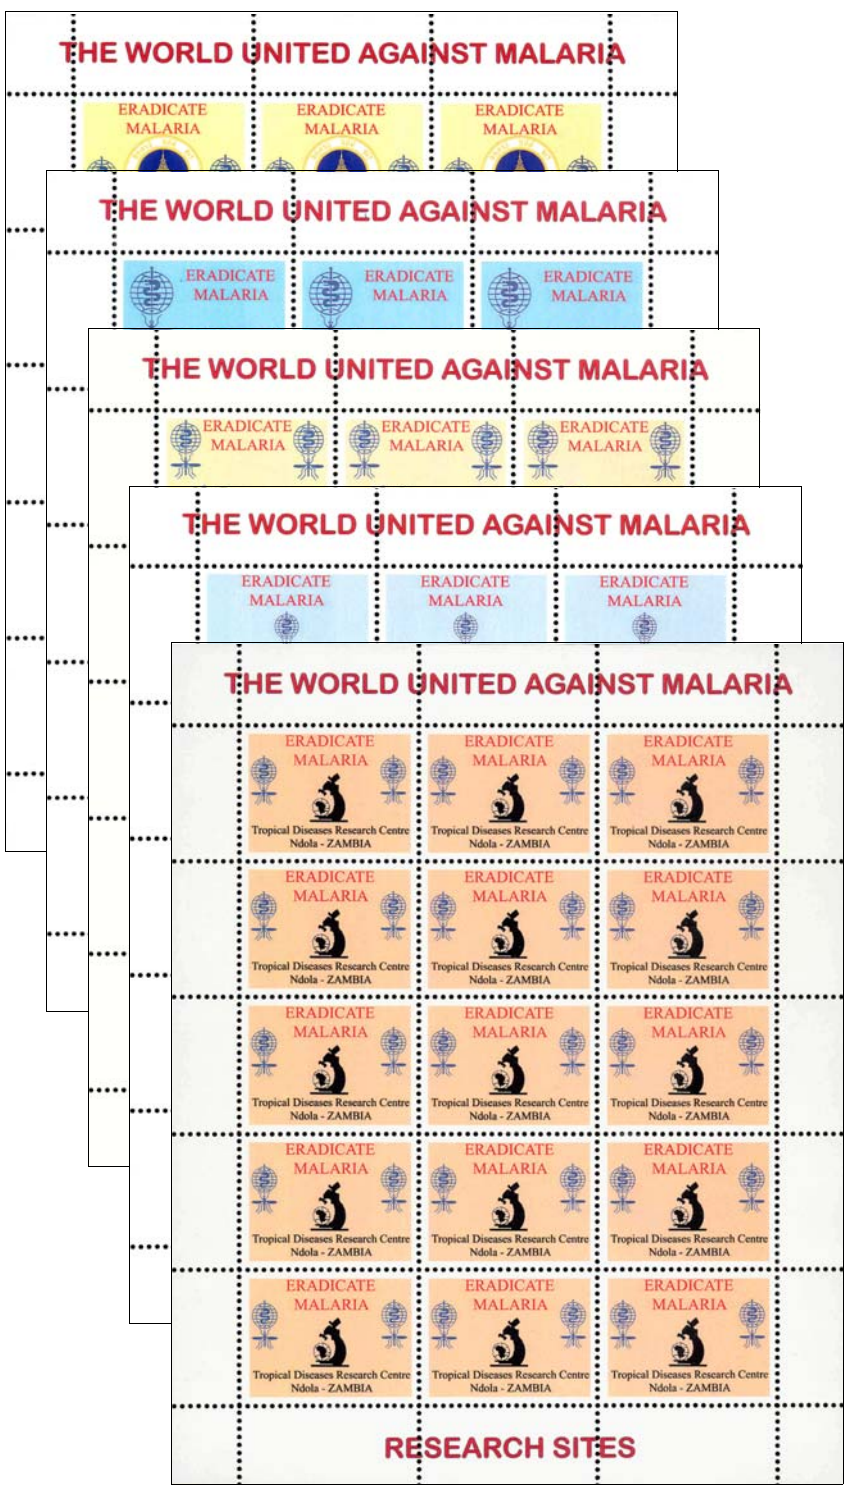 THE WORLD UNITED AGAINST MALARIA
ERADICATE ERADICATE ERADICATE
MALARIA MALARIA MALARIA
THE WORLD UNITED AGAINST MALARIA
ERADICATE ERADICATE ERADICATE
MALARIA MALARIA MALARIA
THE WORLD UNITED AGAINST MALARIA
ERADICATE ERADICATE ERADICATE
MALARIA MALARIA MALARIA
THE WORLD UNITED AGAINST MALARIA
ERADICATE ERADICATE ERADICATE
MALARIA MALARIA MALARIA
THE WORLD UNITED AGAINST MALARIA
ERADICATE ERADICATE ERADICATE
MALARIA MALARIA MALARIA
Tropical Diseases Research Centre Tropical Diseases Research Centre Tropical Diseases Research Centre
Ndola - ZAMBIA Ndola - ZAMBIA Ndola - ZAMBIA
ERADICATE ERADICATE ERADICATE
MALARIA MALARIA MALARIA
Tropical Diseases Research Centre Tropical Diseases Research Centre Tropical Diseases Research Centre
Ndola - ZAMBIA Ndola - ZAMBIA Ndola - ZAMBIA
ERADICATE ERADICATE ERADICATE
MALARIA MALARIA MALARIA
Tropical Diseases Research Centre Tropical Diseases Research Centre Tropical Diseases Research Centre
Ndola - ZAMBIA Ndola - ZAMBIA Ndola - ZAMBIA
ERADICATE ERADICATE ERADICATE
MALARIA MALARIA MALARIA
Tropical Diseases Research Centre Tropical Diseases Research Centre Tropical Diseases Research Centre
Ndola - ZAMBIA Ndola - ZAMBIA Ndola - ZAMBIA
ERADICATE ERADICATE ERADICATE
MALARIA MALARIA MALARIA
Tropical Diseases Research Centre Tropical Diseases Research Centre Tropical Diseases Research Centre
Ndola - ZAMBIA Ndola - ZAMBIA Ndola - ZAMBIA
RESEARCH SITES